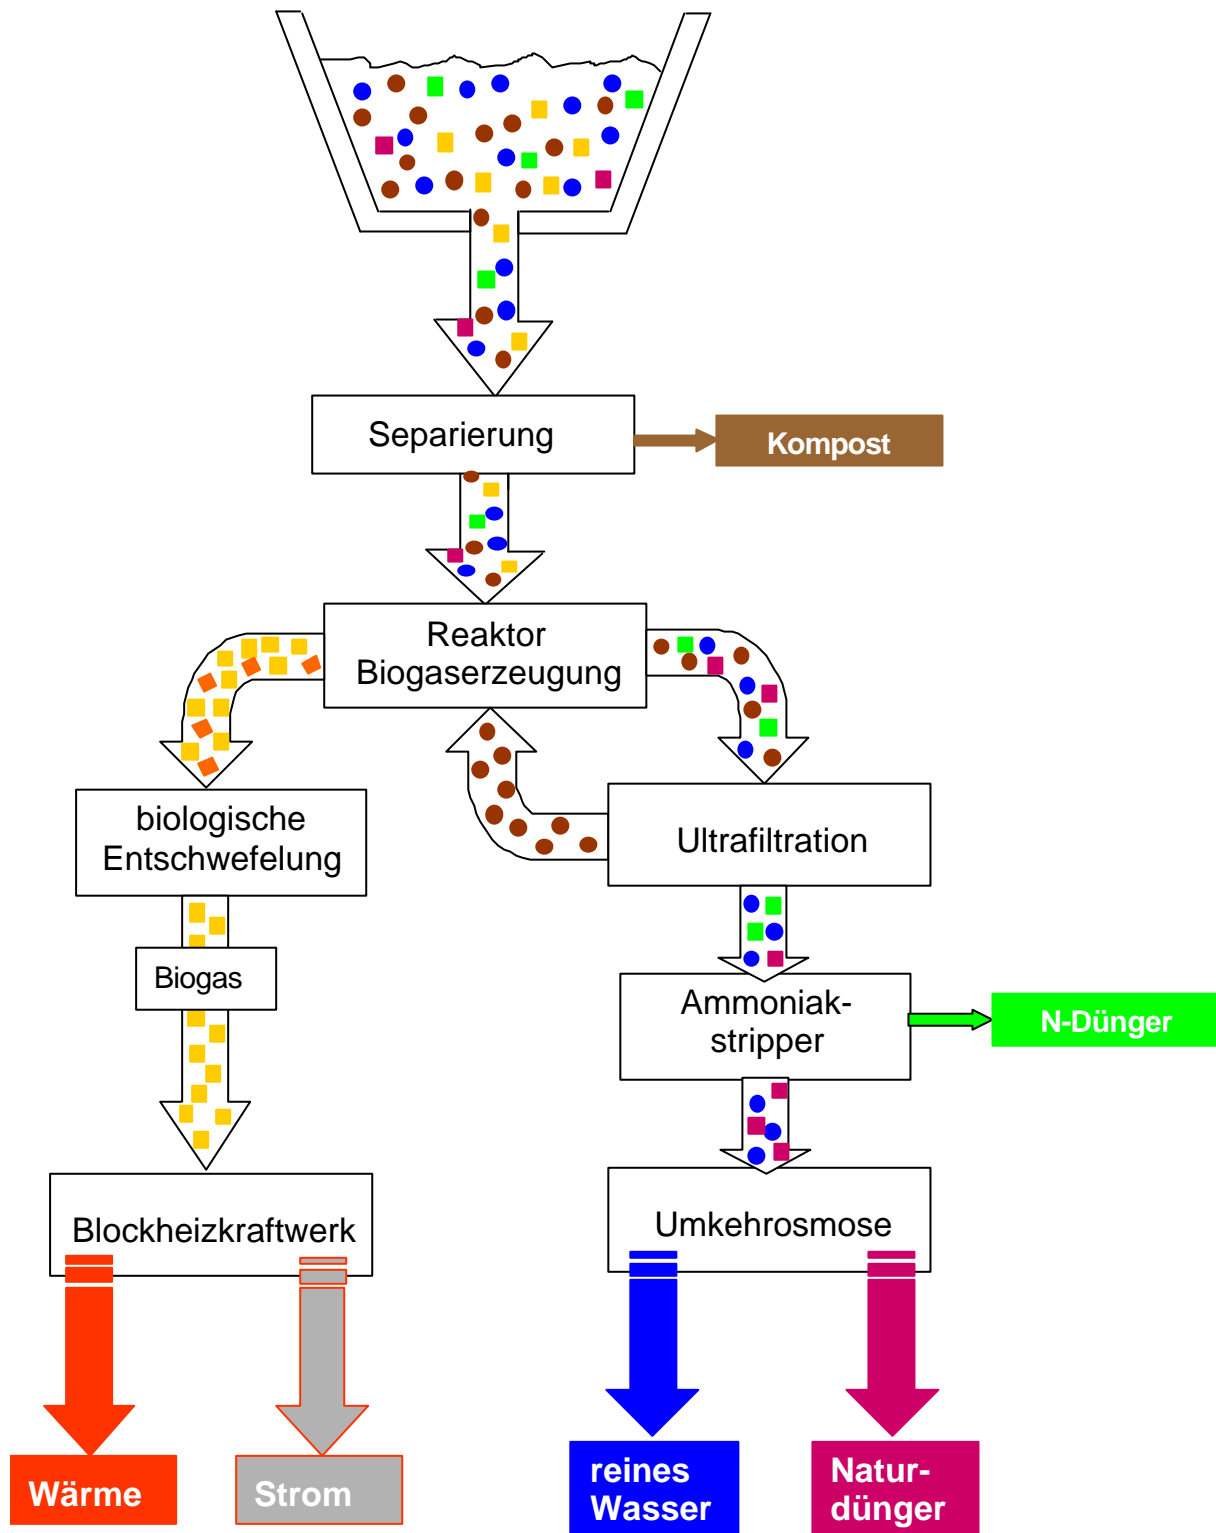 Separierung
Kompost
Reaktor
Biogaserzeugung
biologische
Entschwefelung
Ultrafiltration
Biogas
Ammoniak-
stripper
N-Dünger
Blockheizkraftwerk
Umkehrosmose
Wärme
Strom
reines
Wasser
Natur-
dünger